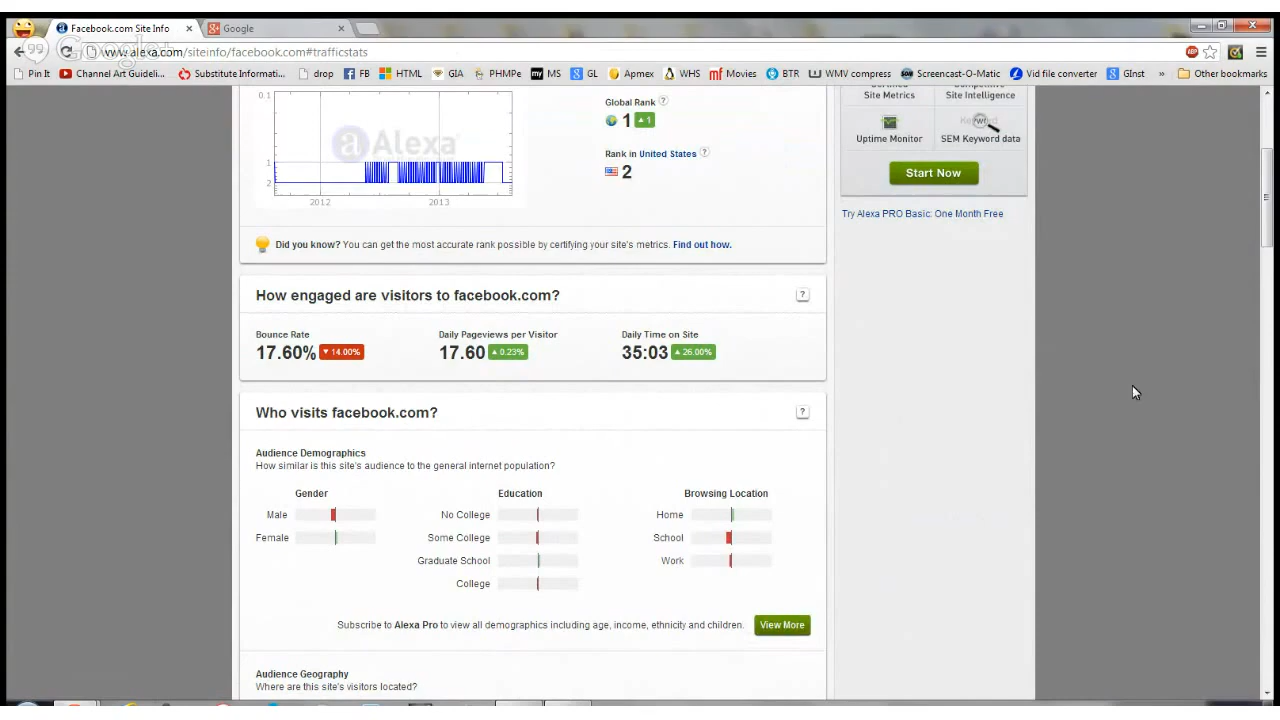 Facebook.com Site Info
Google
Google+
www.alexa.com/siteinfo/facebook.com#trafficstats
Pin It
Channel Art Guideli...
Substitute Informati...
drop
FB
HTML
GIA
PHMPe
MS
GL
Apmex
WHS
Movies
BTR
WMV compress
Screencast-O-Matic
Vid file converter
GInst
»
Other bookmarks
0.1
1
2
Alexa
2012
2013
Global Rank ?
1 1
Rank in United States ?
2
Site Metrics
Site Intelligence
Uptime Monitor
SEM Keyword data
Start Now
Try Alexa PRO Basic: One Month Free
Did you know? You can get the most accurate rank possible by certifying your site's metrics. Find out how.
How engaged are visitors to facebook.com?
?
Bounce Rate
17.60% 14.00%
Daily Pageviews per Visitor
17.60 0.23%
Daily Time on Site
35:03 26.00%
Who visits facebook.com?
?
Audience Demographics
How similar is this site's audience to the general internet population?
Gender
Male
Female
Education
No College
Some College
Graduate School
College
Browsing Location
Home
School
Work
Subscribe to Alexa Pro to view all demographics including age, income, ethnicity and children.
View More
Audience Geography
Where are this site's visitors located?